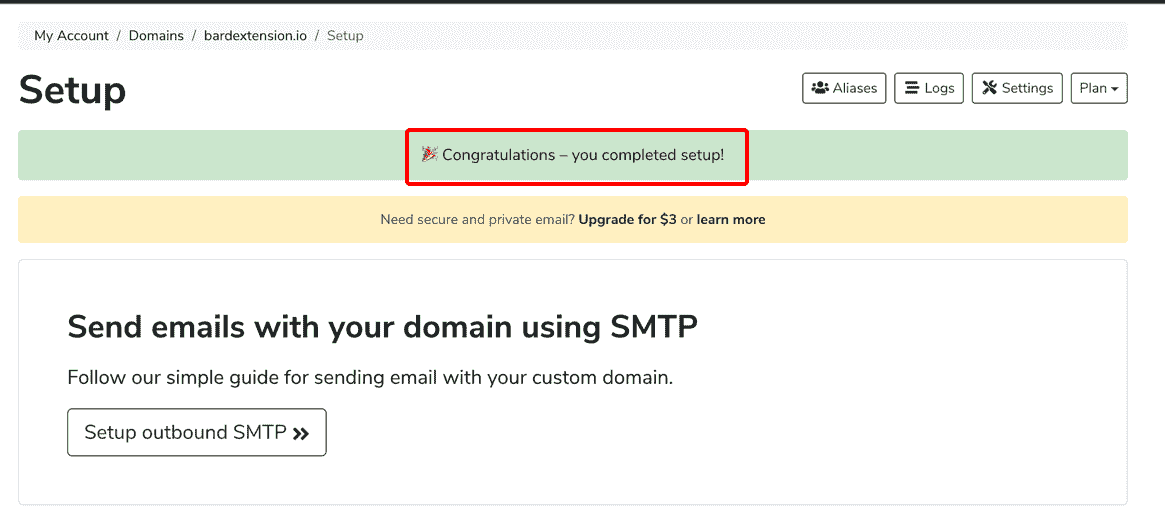 My Account / Domains / bardextension.io / Setup
Setup
Aliases Logs Settings Plan
🎉 Congratulations – you completed setup!
Need secure and private email? Upgrade for $3 or learn more
Send emails with your domain using SMTP
Follow our simple guide for sending email with your custom domain.
Setup outbound SMTP »